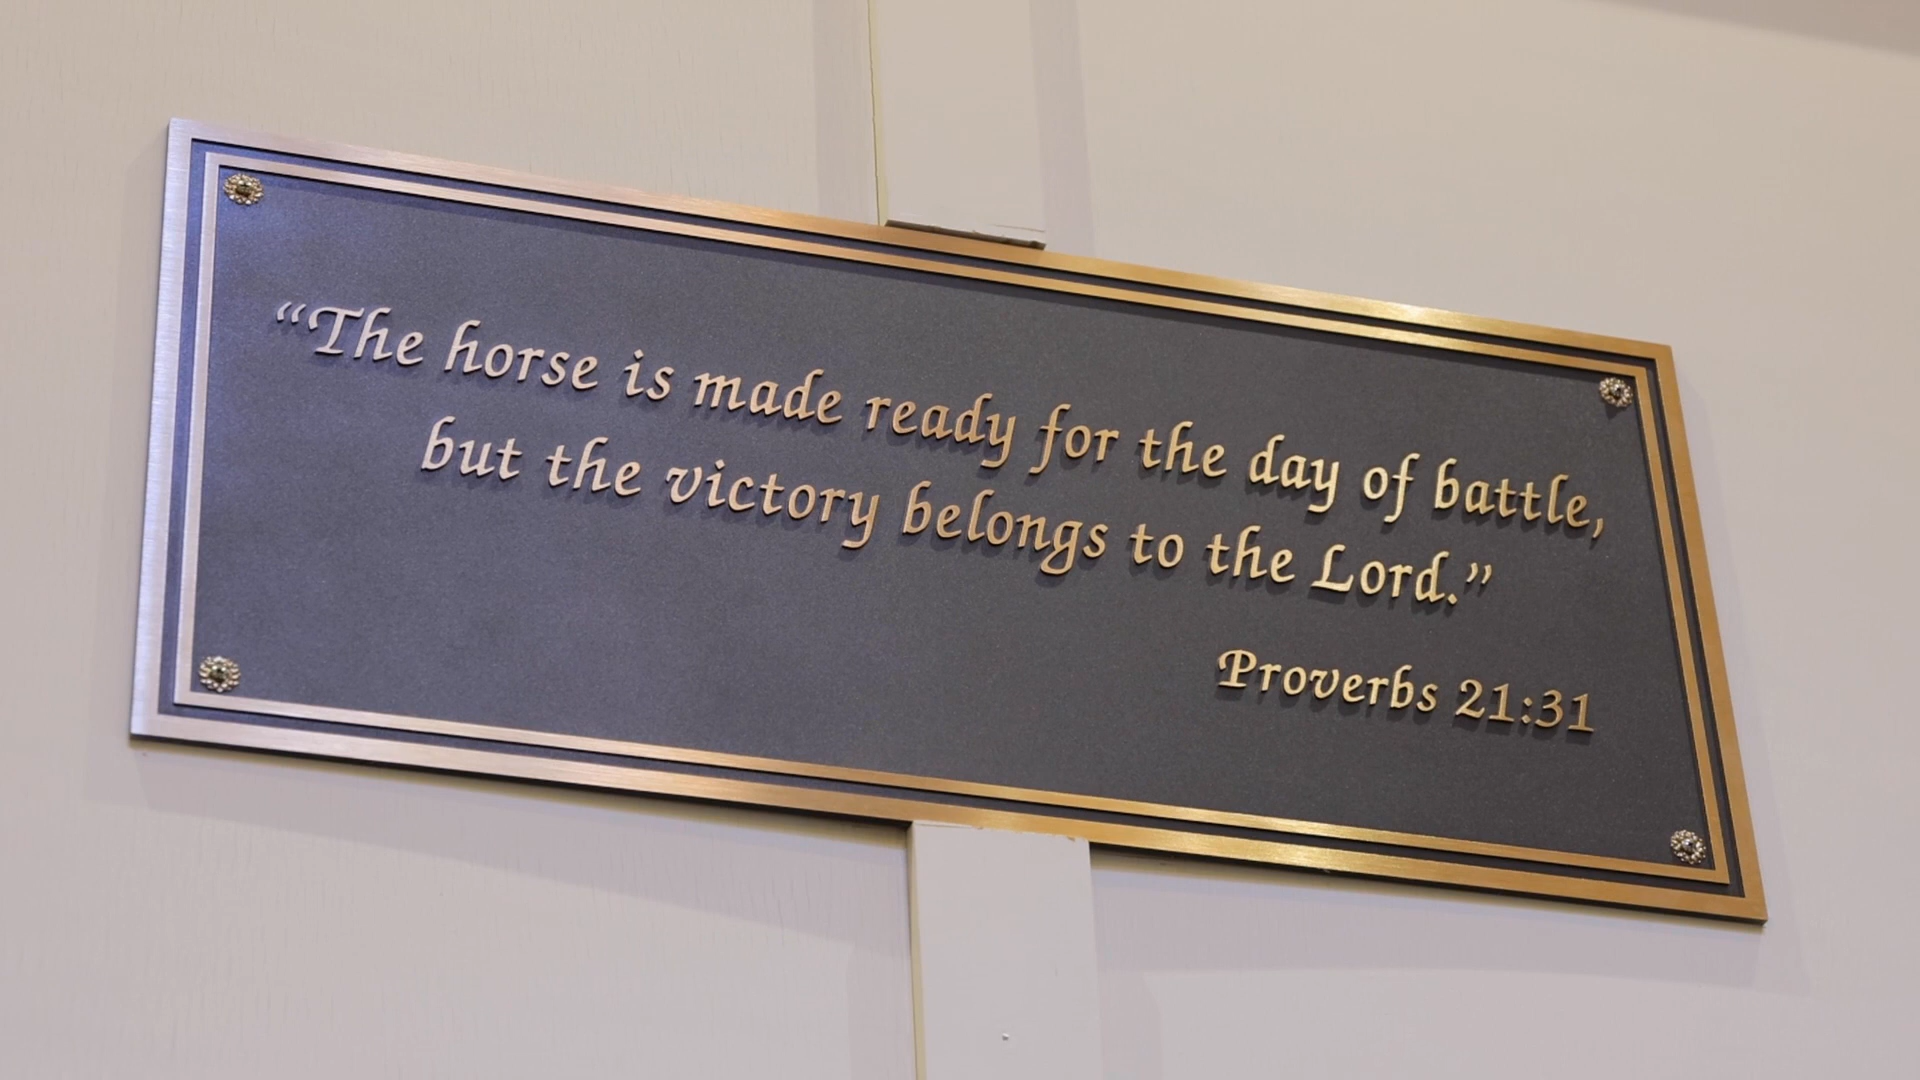 “The horse is made ready for the day of battle,
but the victory belongs to the Lord.”
Proverbs 21:31